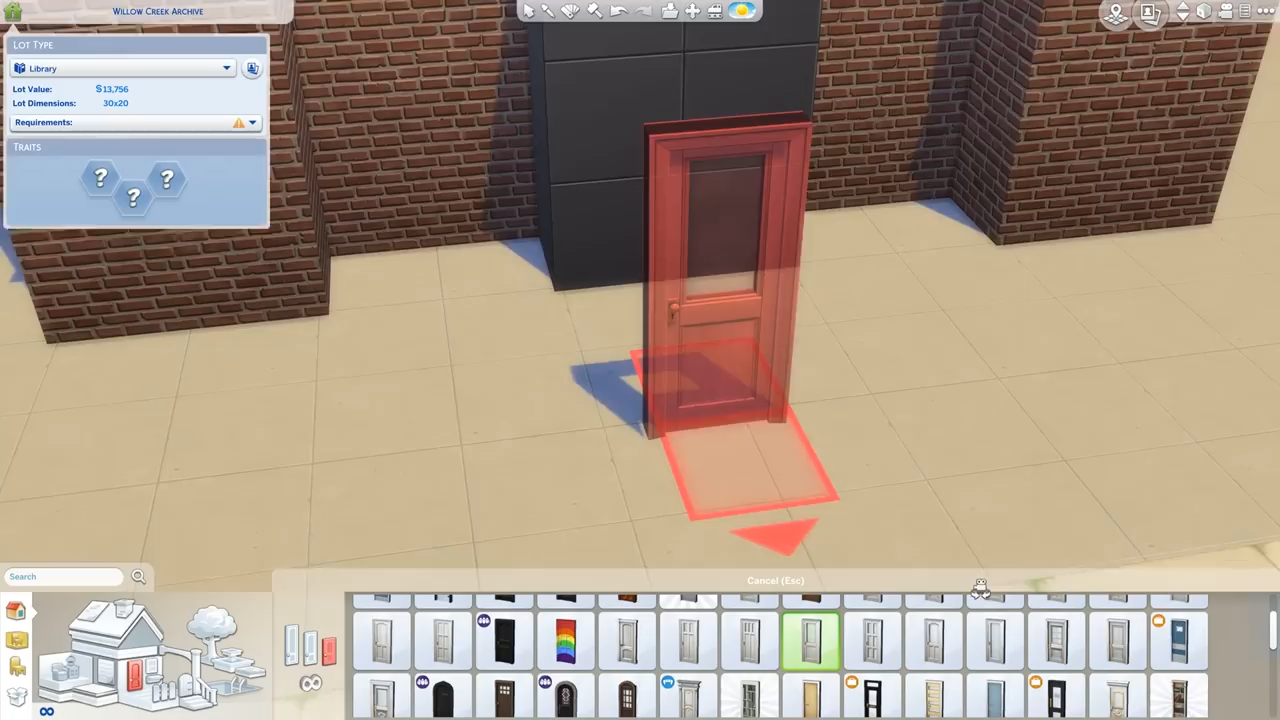 WILLOW CREEK ARCHIVE
LOT TYPE
Library
Lot Value: §13,756
Lot Dimensions: 30x20
Requirements:
TRAITS
? ? ?
Cancel (Esc)
Search